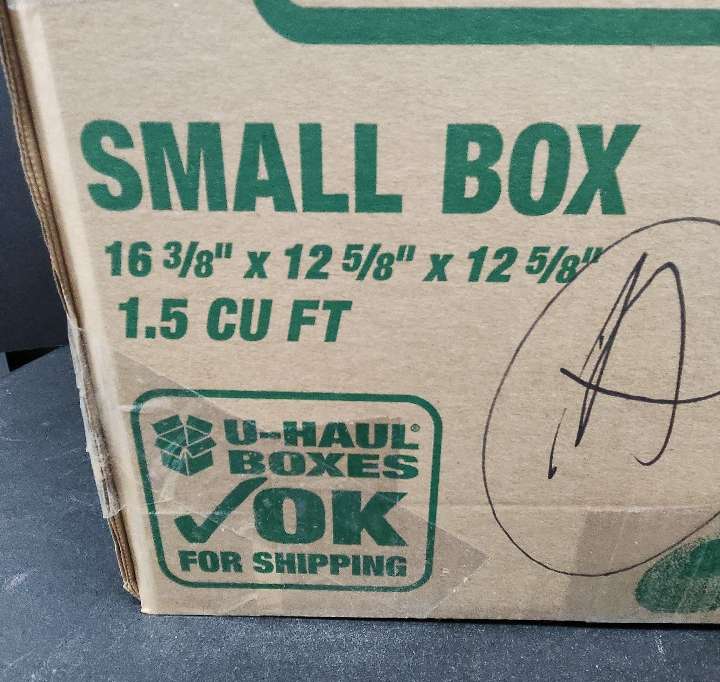 SMALL BOX
16 3/8" x 12 5/8" x 12 5/8"
1.5 CU FT
A
U-HAUL®
BOXES
✓OK
FOR SHIPPING